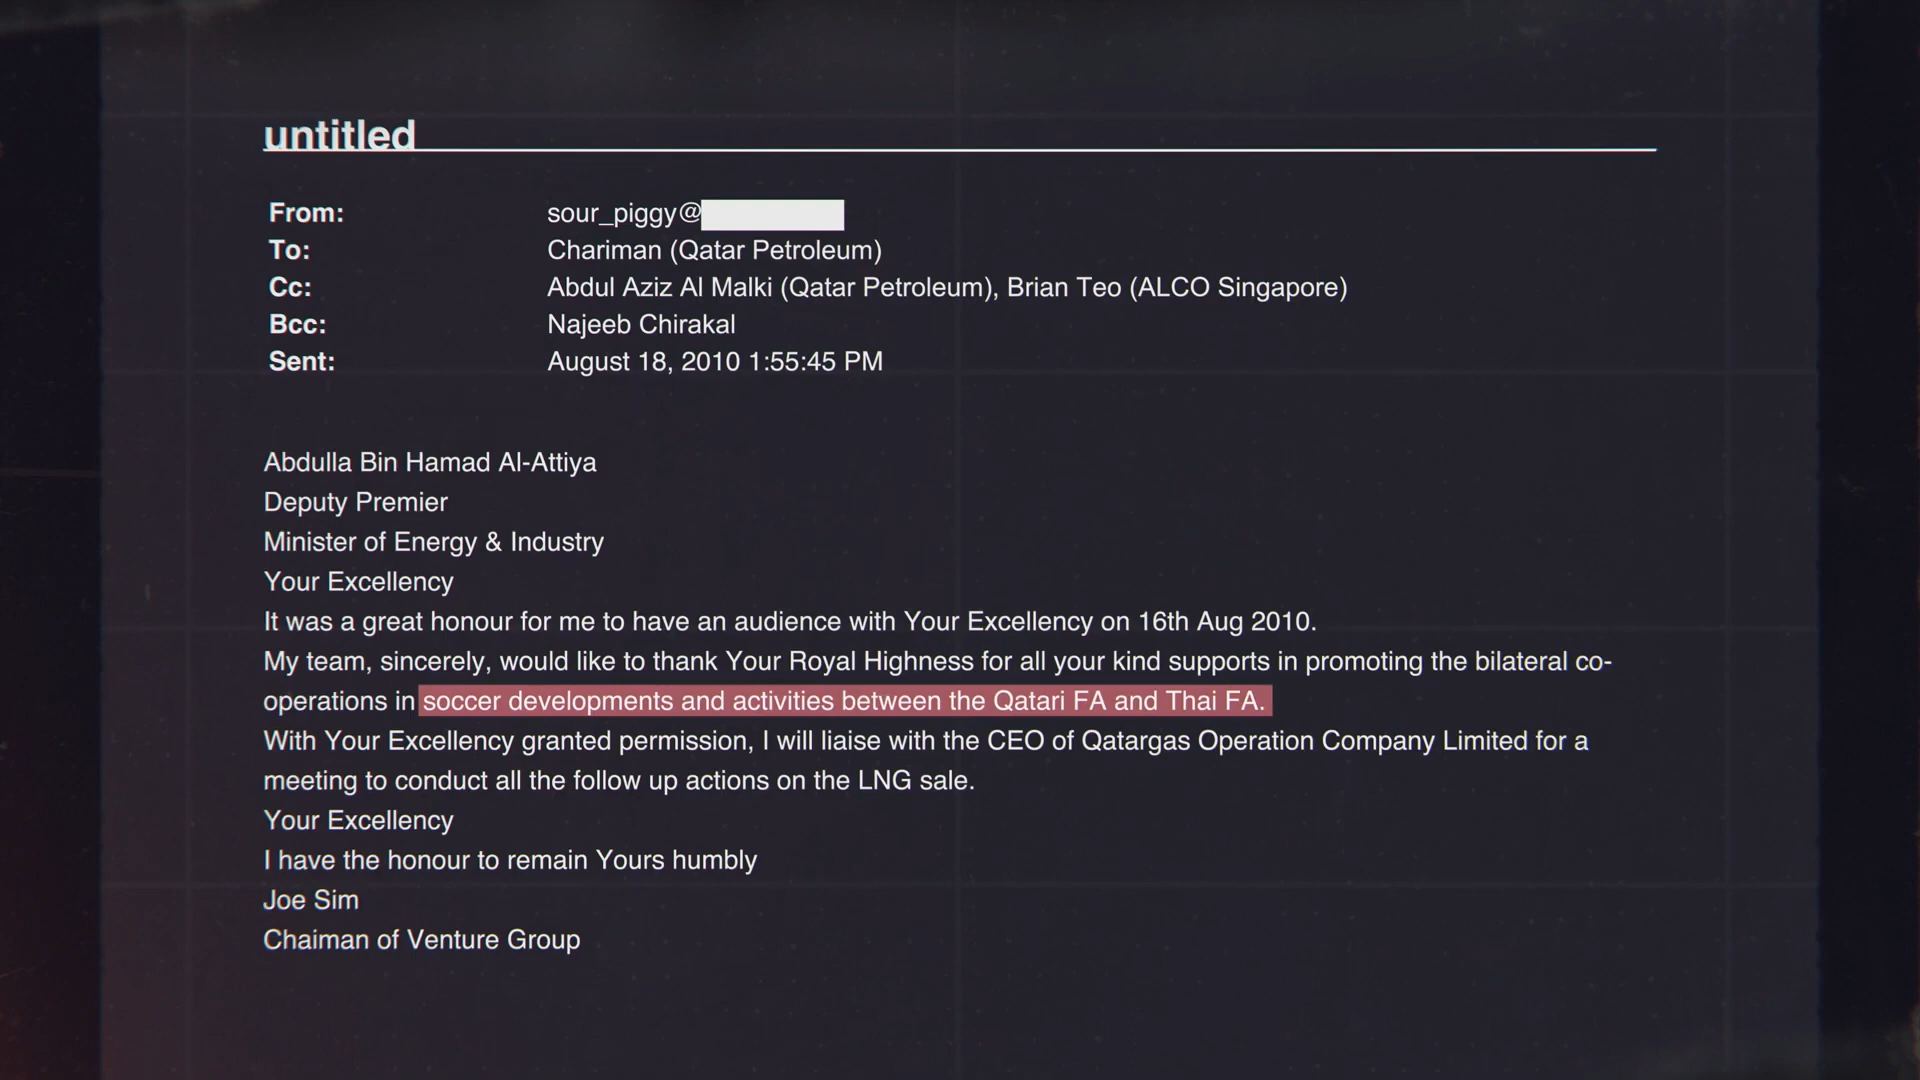 untitled
From: sour_piggy@
To: Chariman (Qatar Petroleum)
Cc: Abdul Aziz Al Malki (Qatar Petroleum), Brian Teo (ALCO Singapore)
Bcc: Najeeb Chirakal
Sent: August 18, 2010 1:55:45 PM
Abdulla Bin Hamad Al-Attiya
Deputy Premier
Minister of Energy & Industry
Your Excellency
It was a great honour for me to have an audience with Your Excellency on 16th Aug 2010.
My team, sincerely, would like to thank Your Royal Highness for all your kind supports in promoting the bilateral co-
operations in soccer developments and activities between the Qatari FA and Thai FA.
With Your Excellency granted permission, I will liaise with the CEO of Qatargas Operation Company Limited for a
meeting to conduct all the follow up actions on the LNG sale.
Your Excellency
I have the honour to remain Yours humbly
Joe Sim
Chaiman of Venture Group